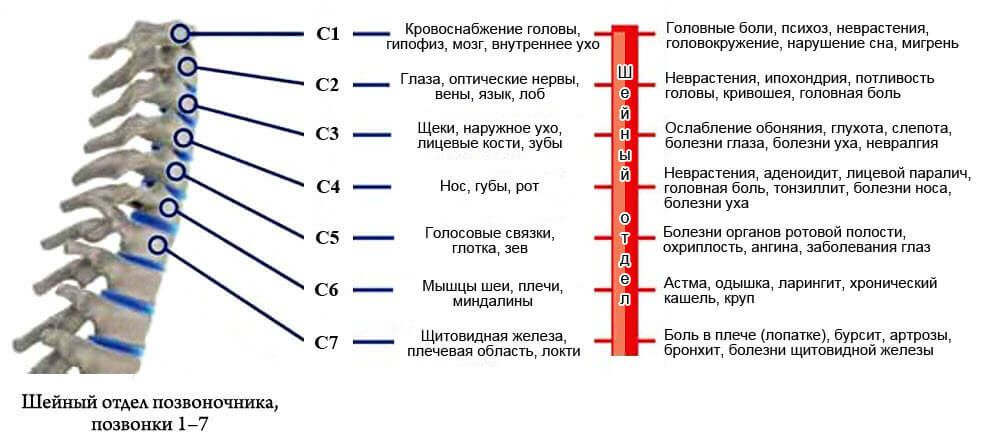 C1
Кровоснабжение головы,
гипофиз, мозг, внутреннее ухо
Головные боли, психоз, неврастения,
головокружение, нарушение сна, мигрень
C2
Глаза, оптические нервы,
вены, язык, лоб
Неврастения, ипохондрия, потливость
головы, кривошея, головная боль
C3
Щеки, наружное ухо,
лицевые кости, зубы
Ослабление обоняния, глухота, слепота,
болезни глаза, болезни уха, невралгия
C4
Нос, губы, рот
Неврастения, аденоидит, лицевой паралич,
головная боль, тонзиллит, болезни носа,
болезни уха
C5
Голосовые связки,
глотка, зев
Болезни органов ротовой полости,
охриплость, ангина, заболевания глаз
C6
Мышцы шеи, плечи,
миндалины
Астма, одышка, ларингит, хронический
кашель, круп
C7
Щитовидная железа,
плечевая область, локти
Боль в плече (лопатке), бурсит, артрозы,
бронхит, болезни щитовидной железы
Шейный отдел
Шейный отдел позвоночника,
позвонки 1–7